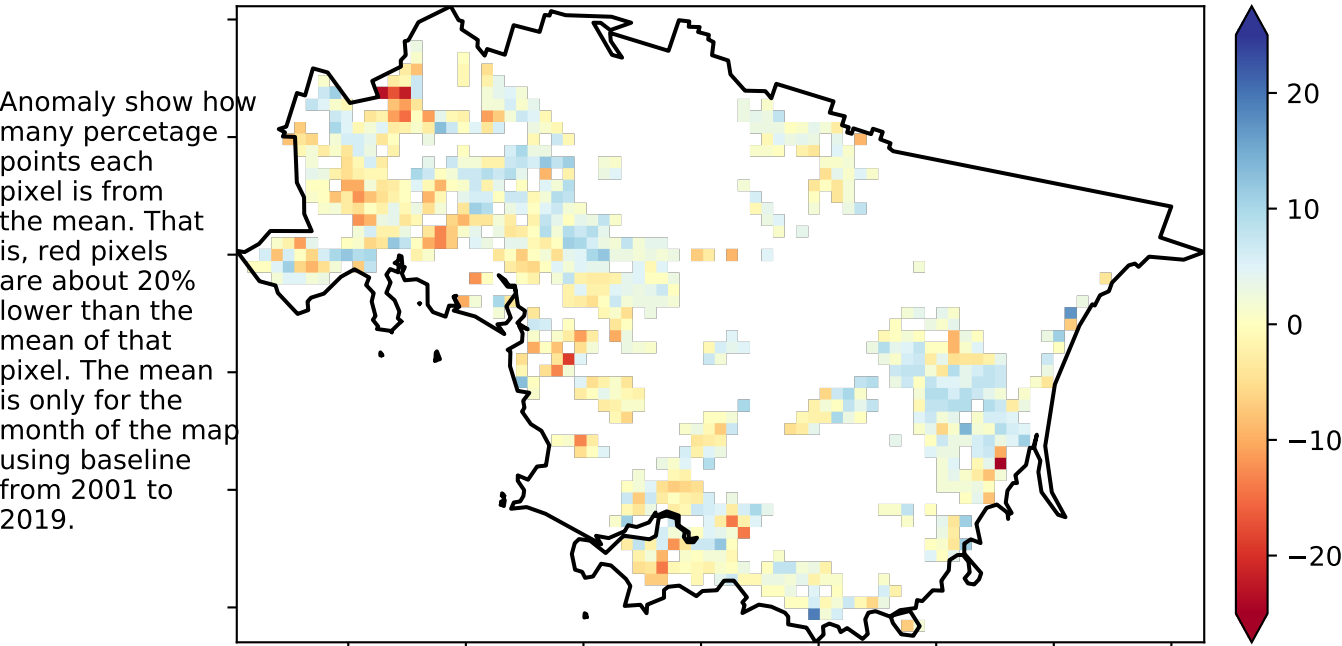 Anomaly show how
many percetage
points each
pixel is from
the mean. That
is, red pixels
are about 20%
lower than the
mean of that
pixel. The mean
is only for the
month of the map
using baseline
from 2001 to
2019.
20
10
0
−10
−20